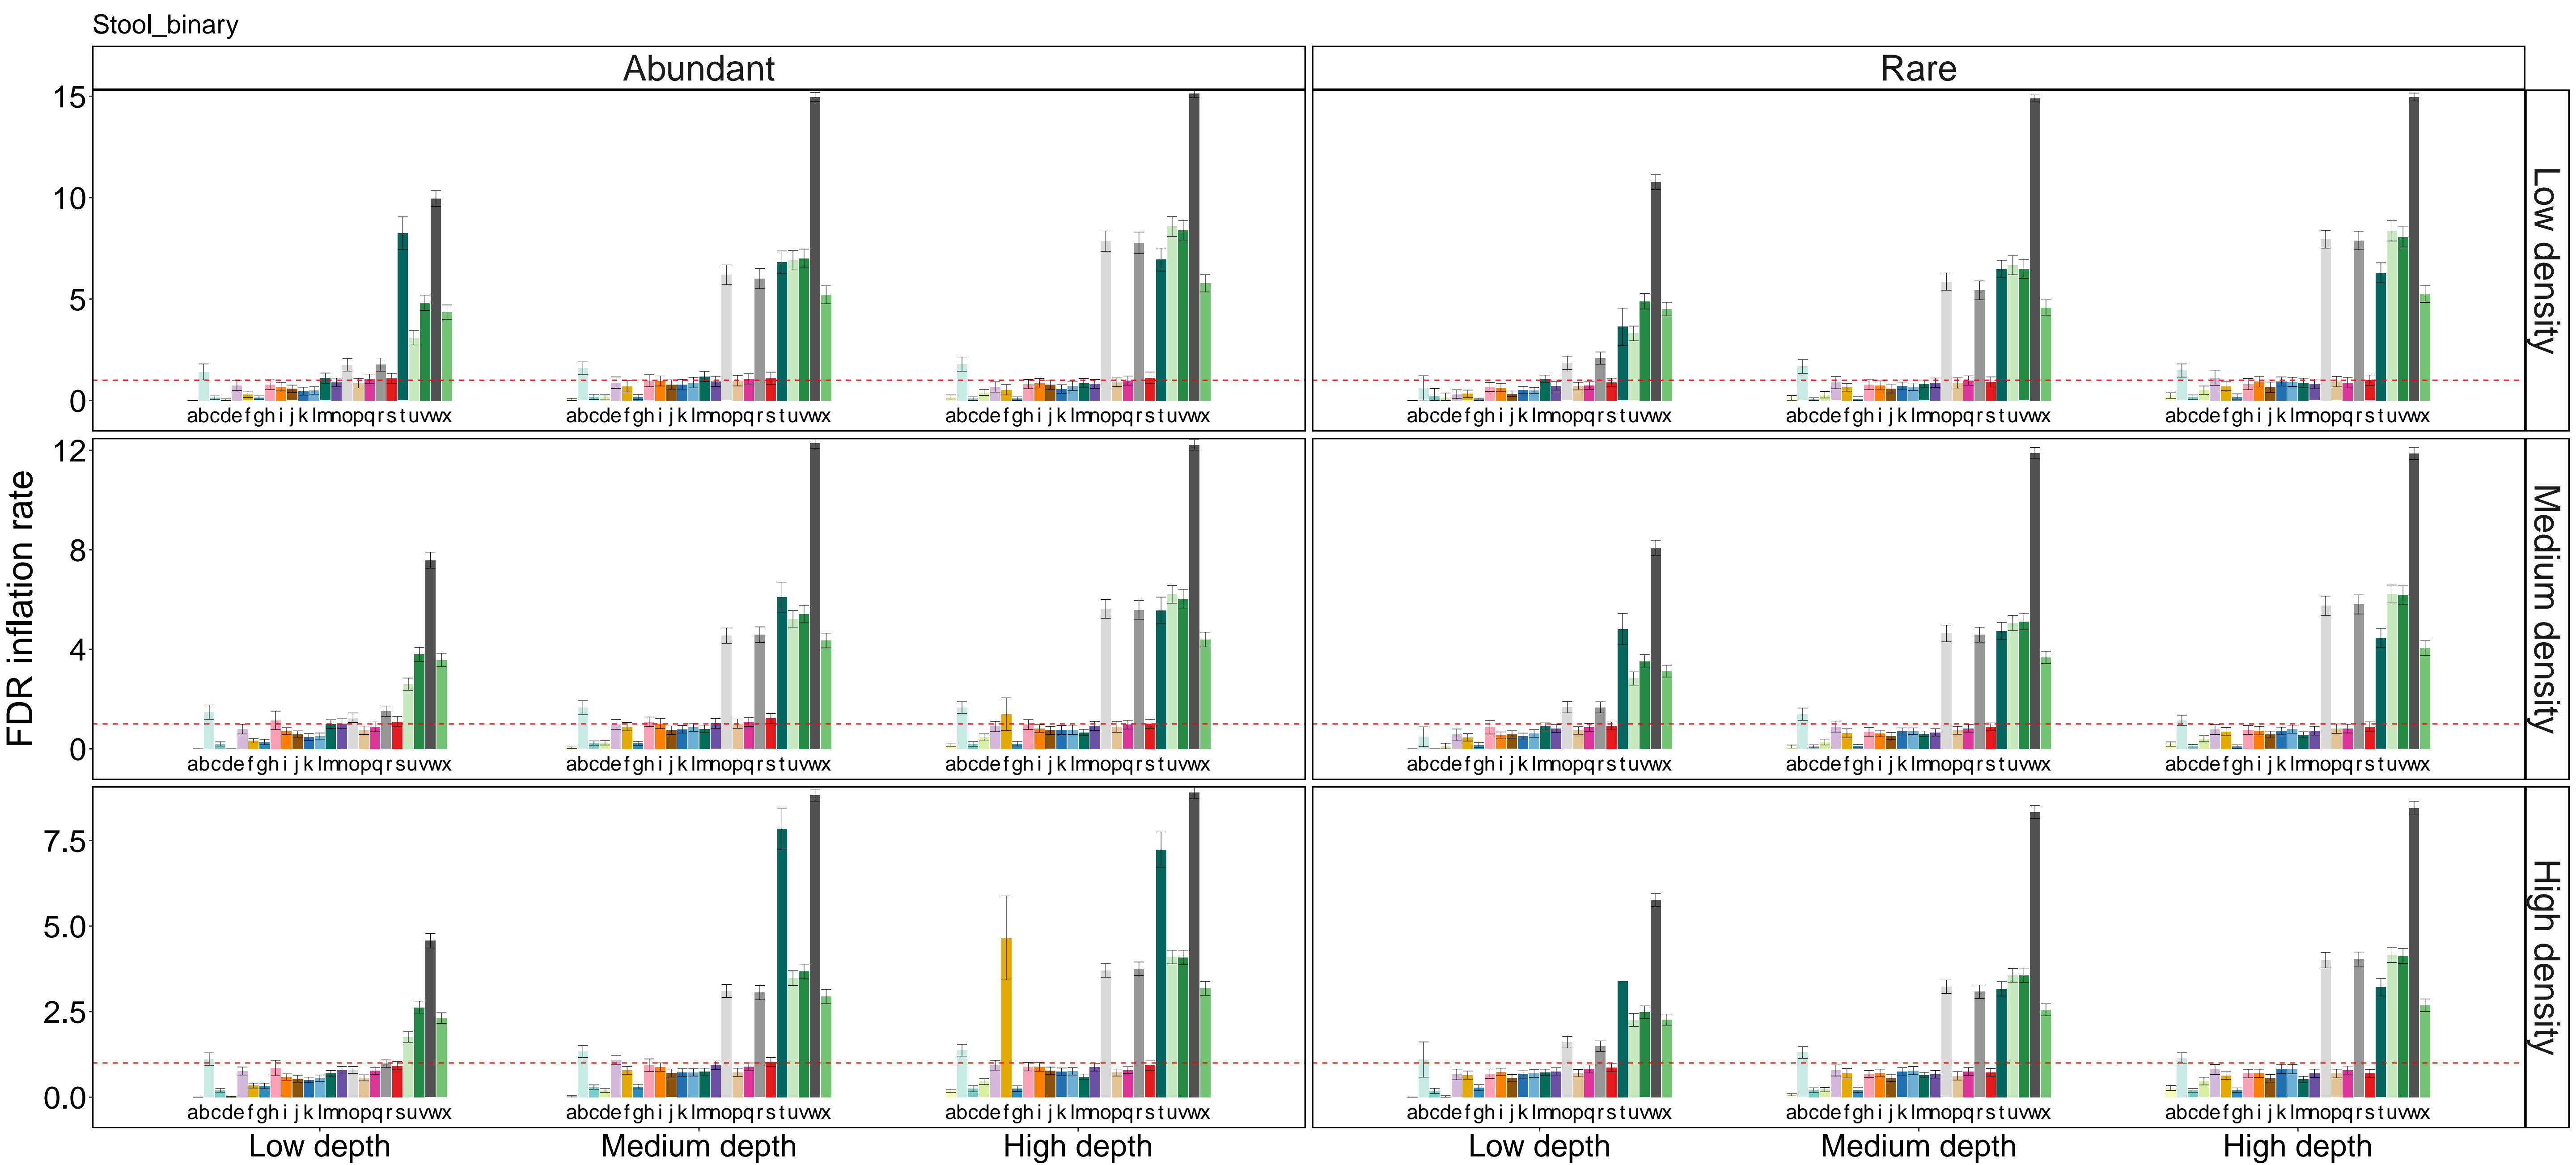 Stool_binary
Abundant
Rare
15
10
5
0
Low density
abcdefghijklmnopqrstuvwx abcdefghijklmnopqrstuvwx abcdefghijklmnopqrstuvwx
abcdefghijklmnopqrstuvwx abcdefghijklmnopqrstuvwx abcdefghijklmnopqrstuvwx
FDR inflation rate
12
8
4
0
Medium density
abcdefghijklmnopqrsuvwx abcdefghijklmnopqrstuvwx abcdefghijklmnopqrstuvwx
abcdefghijklmnopqrstuvwx abcdefghijklmnopqrstuvwx abcdefghijklmnopqrstuvwx
7.5
5.0
2.5
0.0
High density
abcdefghijklmnopqrsuvwx abcdefghijklmnopqrstuvwx abcdefghijklmnopqrstuvwx
abcdefghijklmnopqrstuvwx abcdefghijklmnopqrstuvwx abcdefghijklmnopqrstuvwx
Low depth Medium depth High depth
Low depth Medium depth High depth